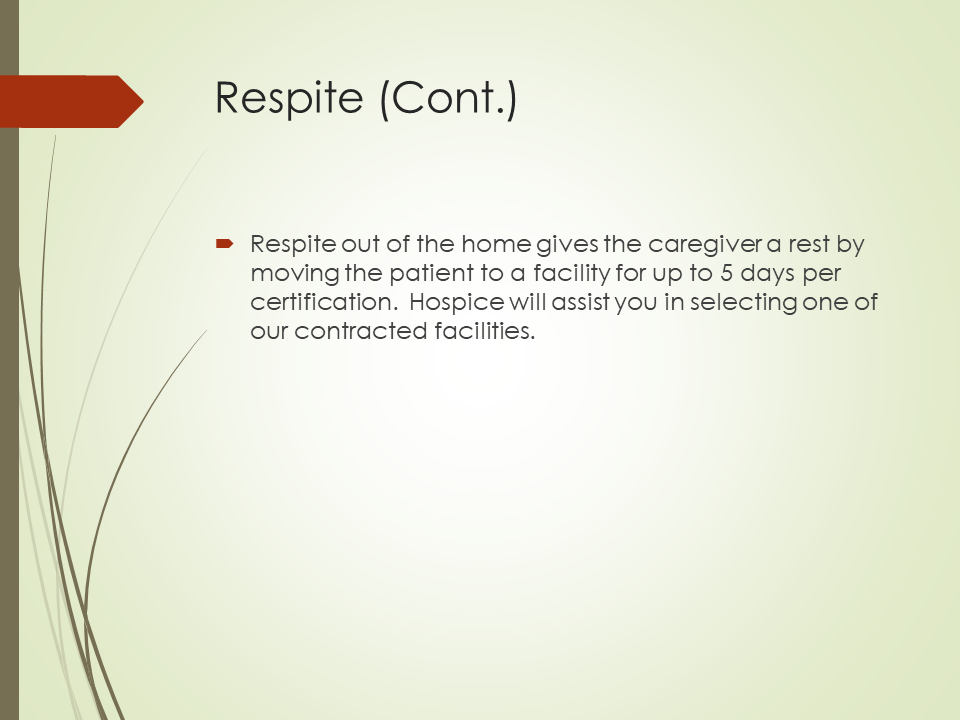 Respite (Cont.)
Respite out of the home gives the caregiver a rest by
moving the patient to a facility for up to 5 days per
certification.  Hospice will assist you in selecting one of
our contracted facilities.